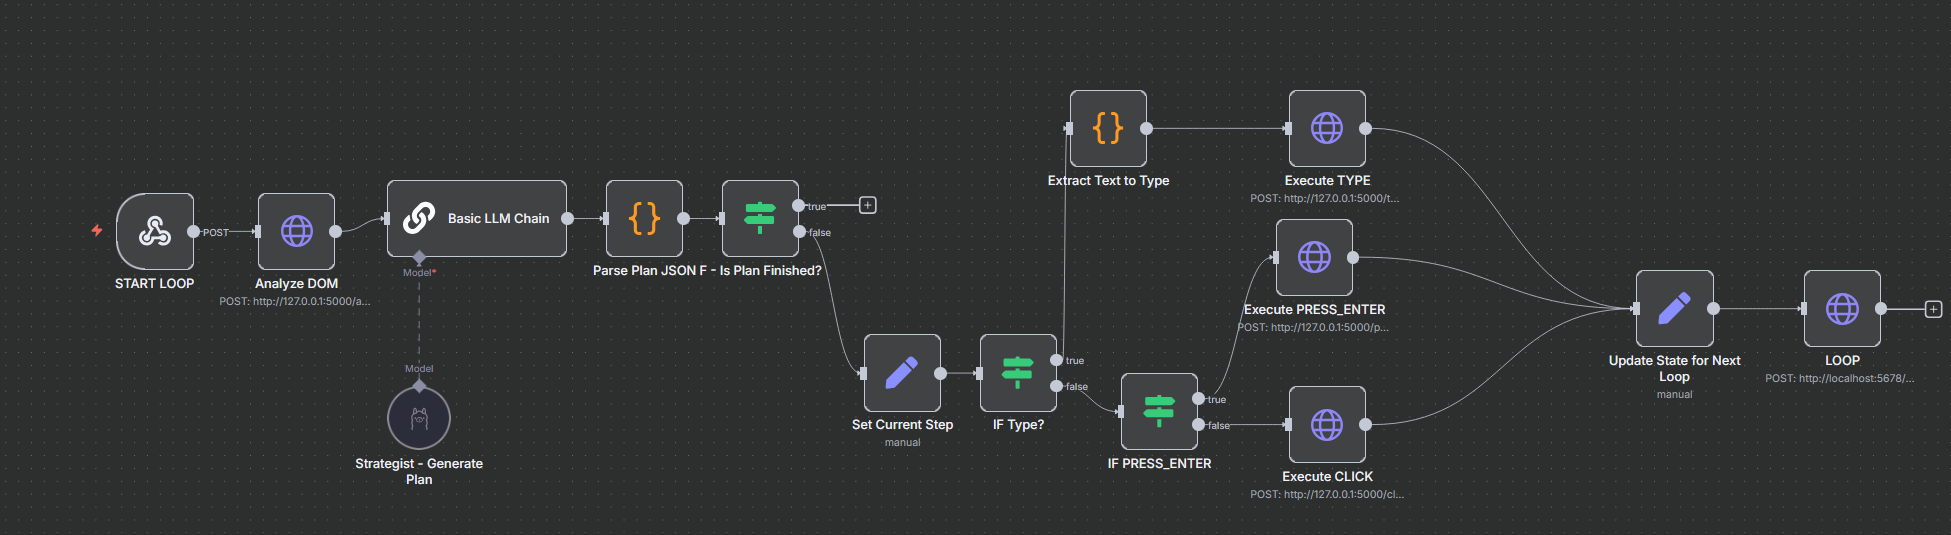 START LOOP
POST
Analyze DOM
POST: http://127.0.0.1:5000/a...
Basic LLM Chain
Model*
Model
Strategist - Generate
Plan
{}
Parse Plan JSON F - Is Plan Finished?
true
false
Set Current Step
manual
IF Type?
true
false
{}
Extract Text to Type
Execute TYPE
POST: http://127.0.0.1:5000/t...
IF PRESS_ENTER
true
false
Execute PRESS_ENTER
POST: http://127.0.0.1:5000/p...
Execute CLICK
POST: http://127.0.0.1:5000/cl...
Update State for Next
Loop
manual
LOOP
POST: http://localhost:5678/...